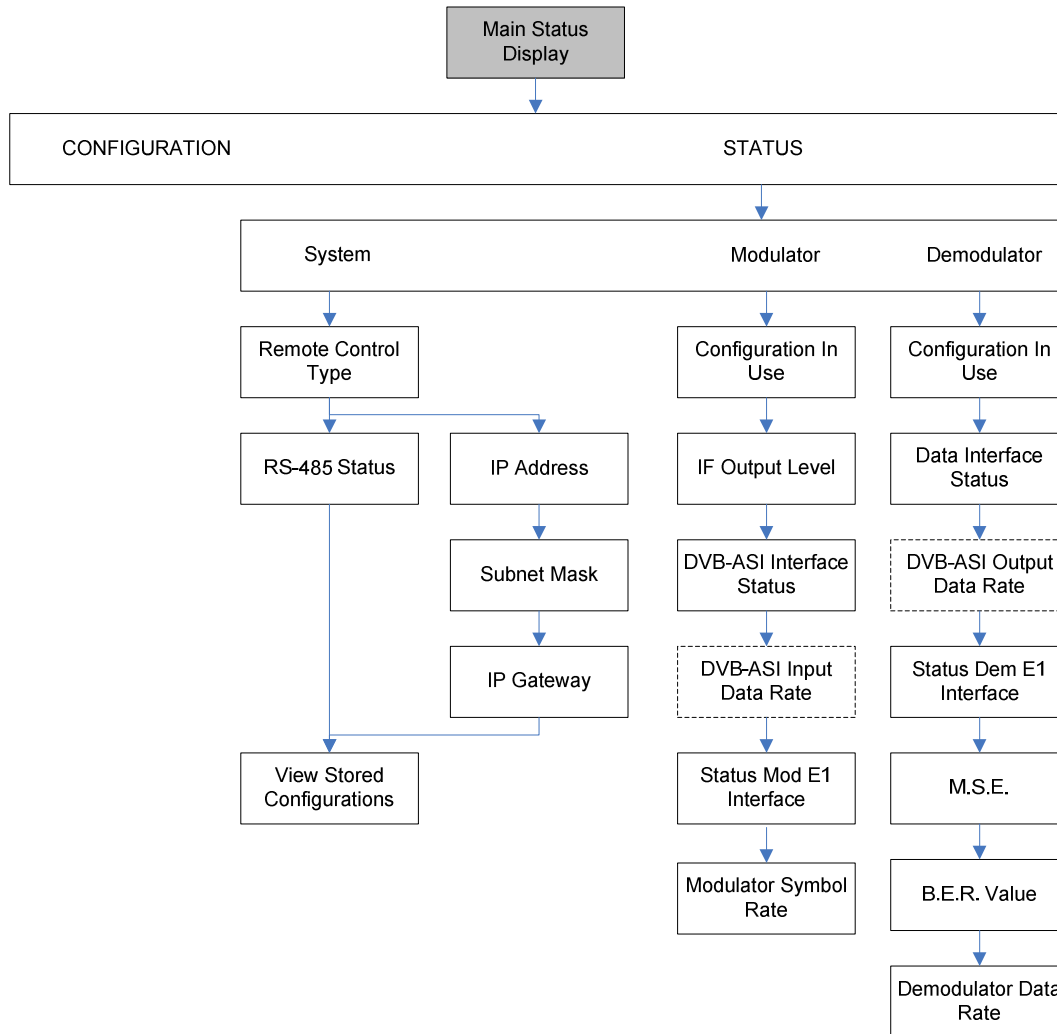 Main Status
Display
CONFIGURATION
STATUS
System
Modulator
Demodulator
Remote Control
Type
Configuration In
Use
Configuration In
Use
RS-485 Status
IP Address
IF Output Level
Data Interface
Status
Subnet Mask
DVB-ASI Interface
Status
DVB-ASI Output
Data Rate
IP Gateway
DVB-ASI Input
Data Rate
Status Dem E1
Interface
View Stored
Configurations
Status Mod E1
Interface
M.S.E.
Modulator Symbol
Rate
B.E.R. Value
Demodulator Data
Rate